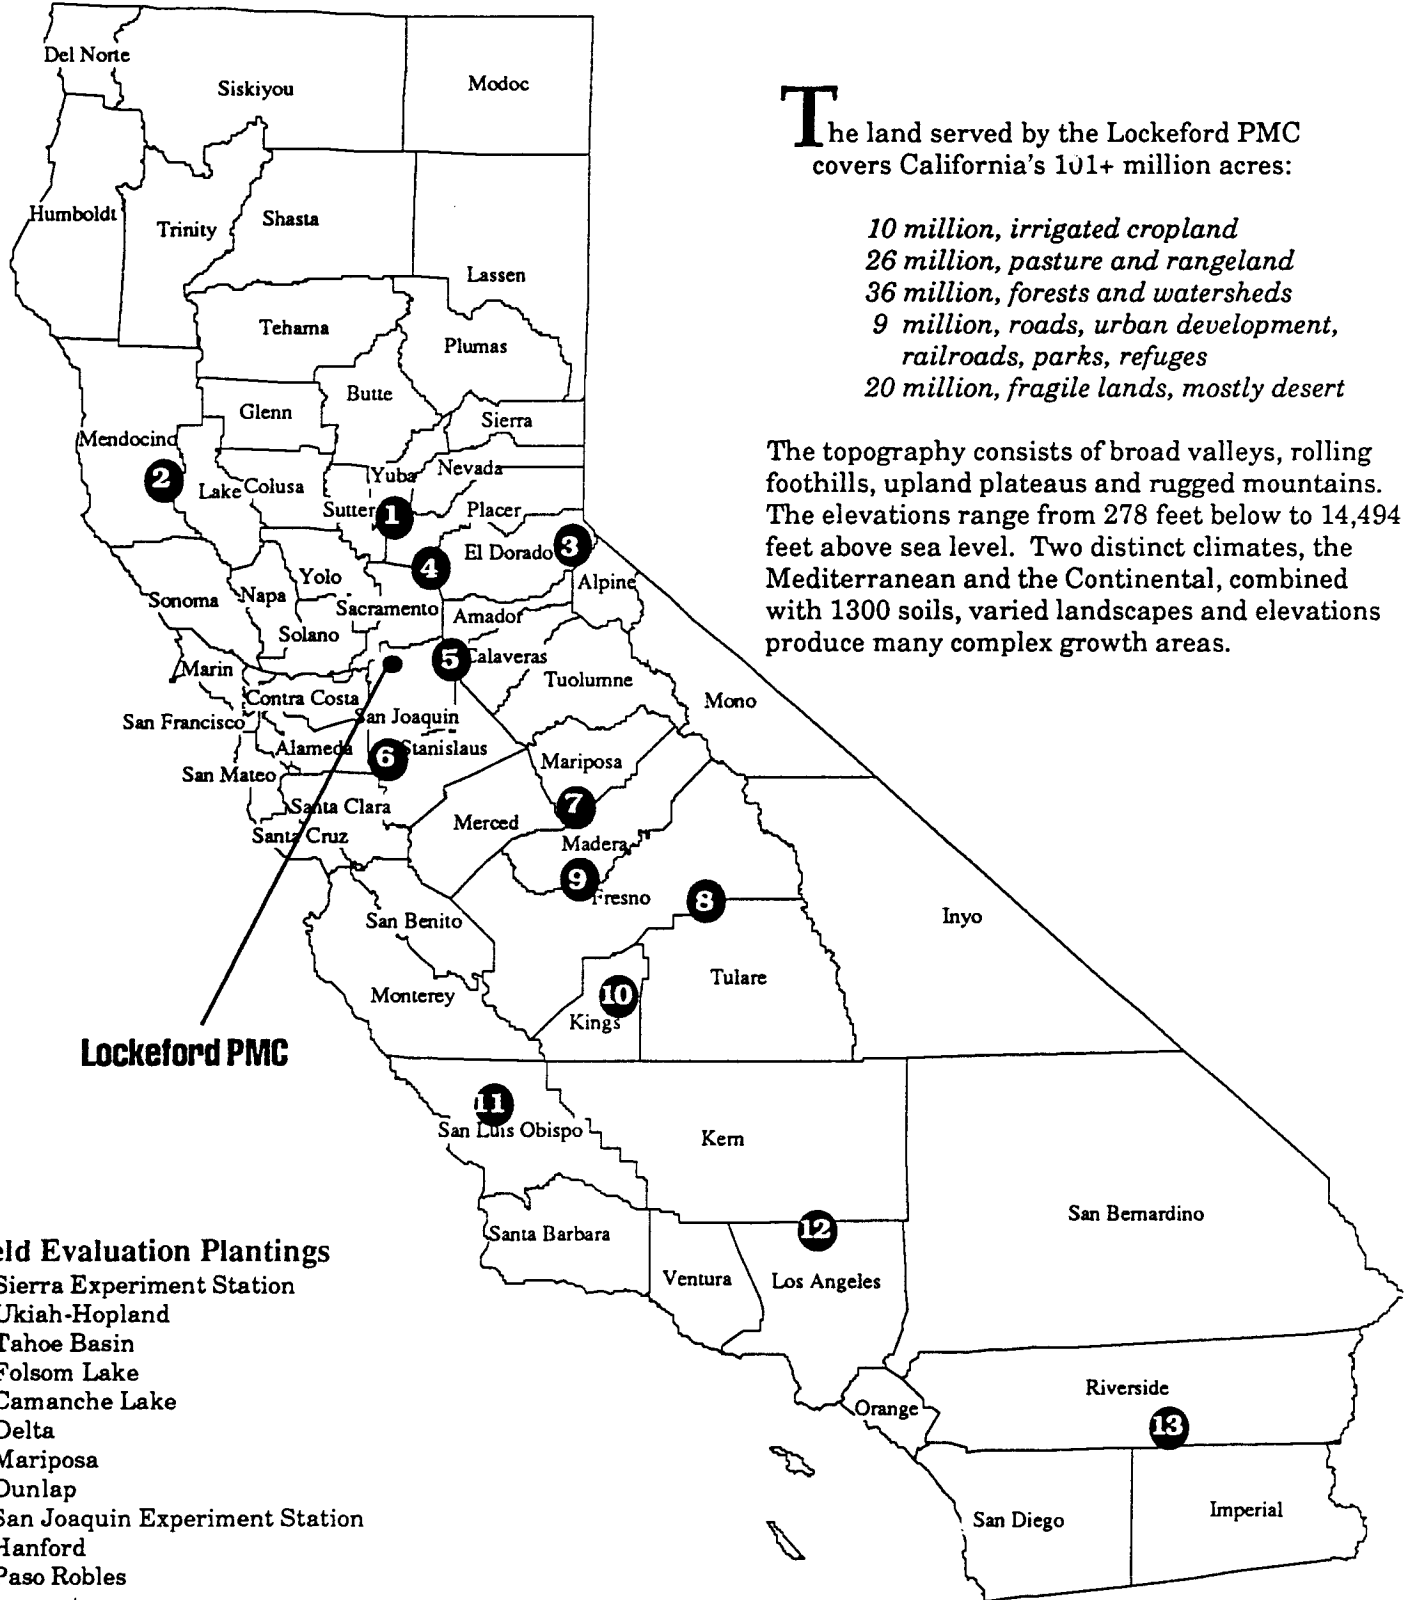 Del Norte
Siskiyou
Modoc
Humboldt
Trinity
Shasta
Lassen
Tehama
Plumas
Butte
Glenn
Sierra
Mendocino
2
Lake
Colusa
Yuba
Nevada
Sutter
1
Placer
El Dorado
3
4
Alpine
Sonoma
Napa
Yolo
Sacramento
Amador
Solano
Marin
5
Calaveras
Contra Costa
Tuolumne
Mono
San Francisco
San Joaquin
Alameda
6
Stanislaus
San Mateo
Mariposa
Santa Clara
7
Merced
Santa Cruz
Madera
9
Fresno
8
San Benito
Inyo
Monterey
Tulare
10
Kings
Lockeford PMC
11
San Luis Obispo
Kern
San Bernardino
Santa Barbara
12
Ventura
Los Angeles
Riverside
Orange
13
San Diego
Imperial
The land served by the Lockeford PMC
covers California's 101+ million acres:
10 million, irrigated cropland
26 million, pasture and rangeland
36 million, forests and watersheds
9 million, roads, urban development,
railroads, parks, refuges
20 million, fragile lands, mostly desert
The topography consists of broad valleys, rolling
foothills, upland plateaus and rugged mountains.
The elevations range from 278 feet below to 14,494
feet above sea level. Two distinct climates, the
Mediterranean and the Continental, combined
with 1300 soils, varied landscapes and elevations
produce many complex growth areas.
eld Evaluation Plantings
Sierra Experiment Station
Ukiah-Hopland
Tahoe Basin
Folsom Lake
Camanche Lake
Delta
Mariposa
Dunlap
San Joaquin Experiment Station
Hanford
Paso Robles